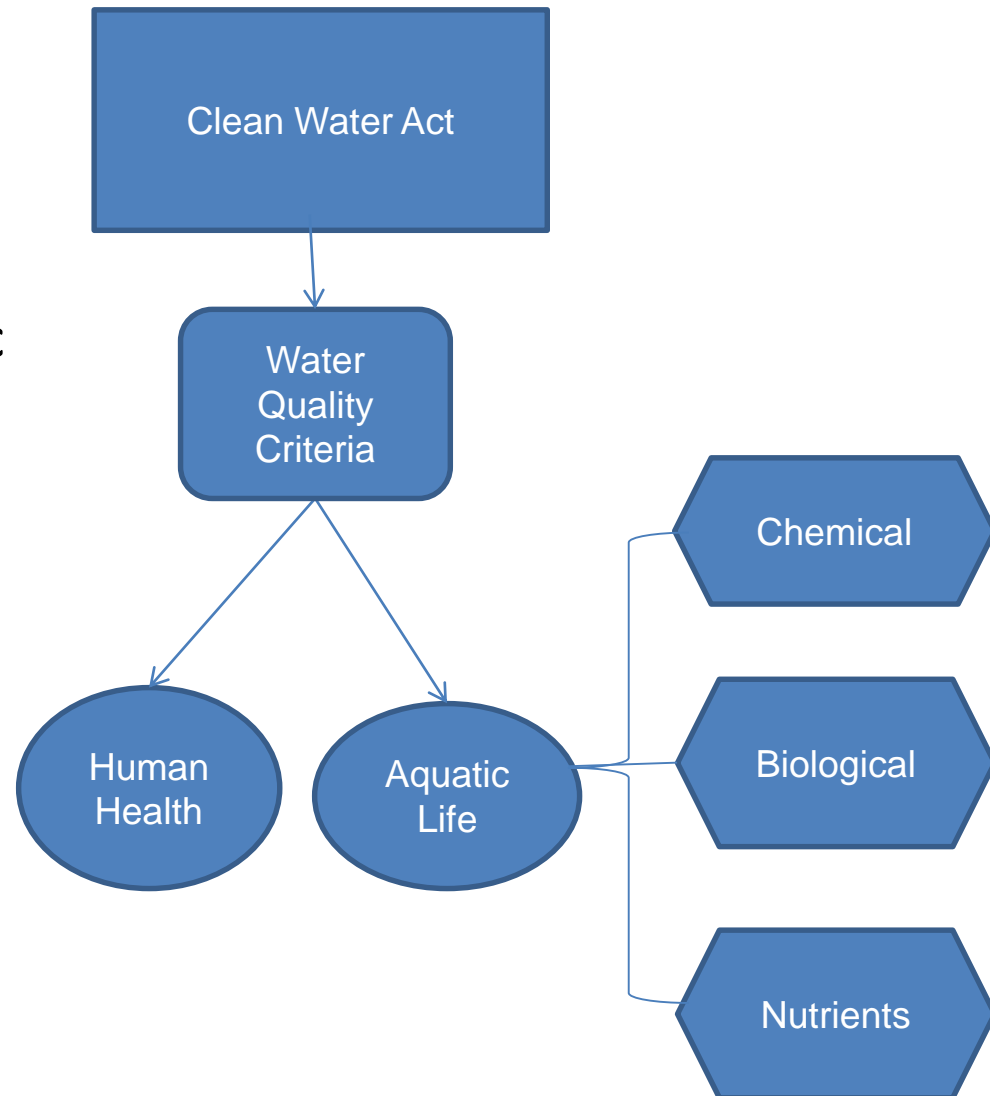 Clean Water Act
Water
Quality
Criteria
Chemical
Human
Health
Aquatic
Life
Biological
Nutrients